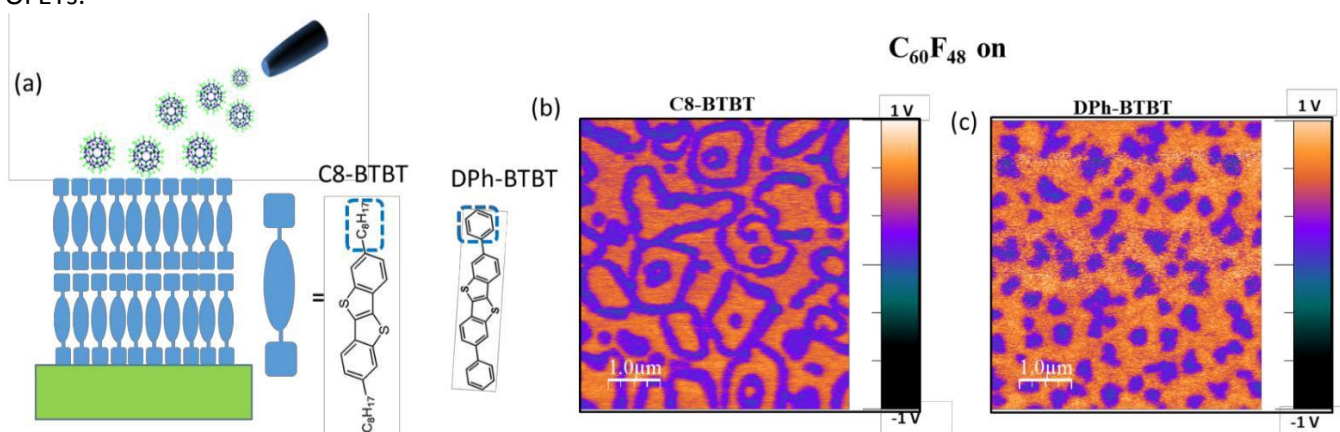 OFETs.
C₆₀F₄₈ on
(a)
C8-BTBT
DPh-BTBT
=
C₈H₁₇
S
S
C₈H₁₇
S
S
(b)
C8-BTBT
1 V
1.0µm
-1 V
(c)
DPh-BTBT
1 V
1.0µm
-1 V